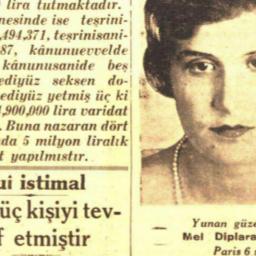 lira tutmaktadır.
nesinde ise teşrini-
,494,371, teşrinisani-
87, kânunuevvelde
kânunusanide beş
ediyüz seksen do-
ediyüz yetmiş üç ki
1,900,000 lira varidat
. Buna nazaran dört
da 5 milyon liralık
t yapılmıştır.
ui istimal
üç kişiyi tev-
f etmiştir
Yunan güze
Mel Diplara
Paris 6